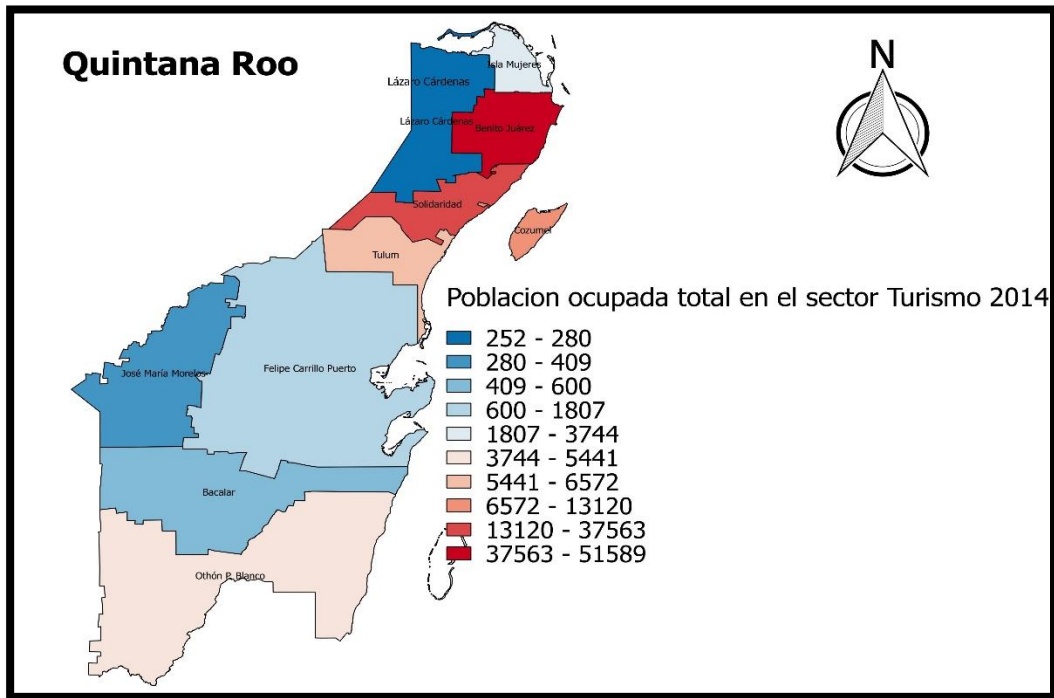 Quintana Roo
N
Isla Mujeres
Lázaro Cárdenas
Lázaro Cárdenas
Benito Juárez
Solidaridad
Cozumel
Tulum
Poblacion ocupada total en el sector Turismo 2014
252 - 280
280 - 409
409 - 600
600 - 1807
1807 - 3744
3744 - 5441
5441 - 6572
6572 - 13120
13120 - 37563
37563 - 51589
José María Morelos
Felipe Carrillo Puerto
Bacalar
Othón P. Blanco